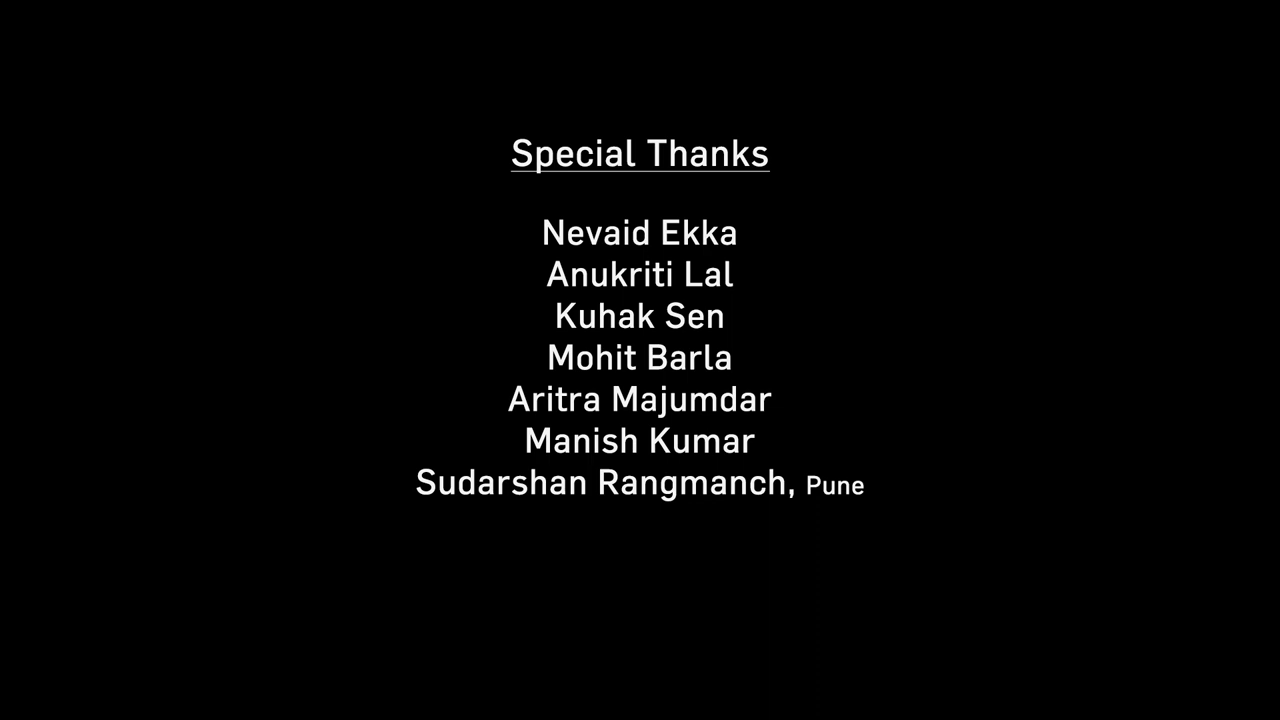 Special Thanks
Nevaid Ekka
Anukriti Lal
Kuhak Sen
Mohit Barla
Aritra Majumdar
Manish Kumar
Sudarshan Rangmanch, Pune